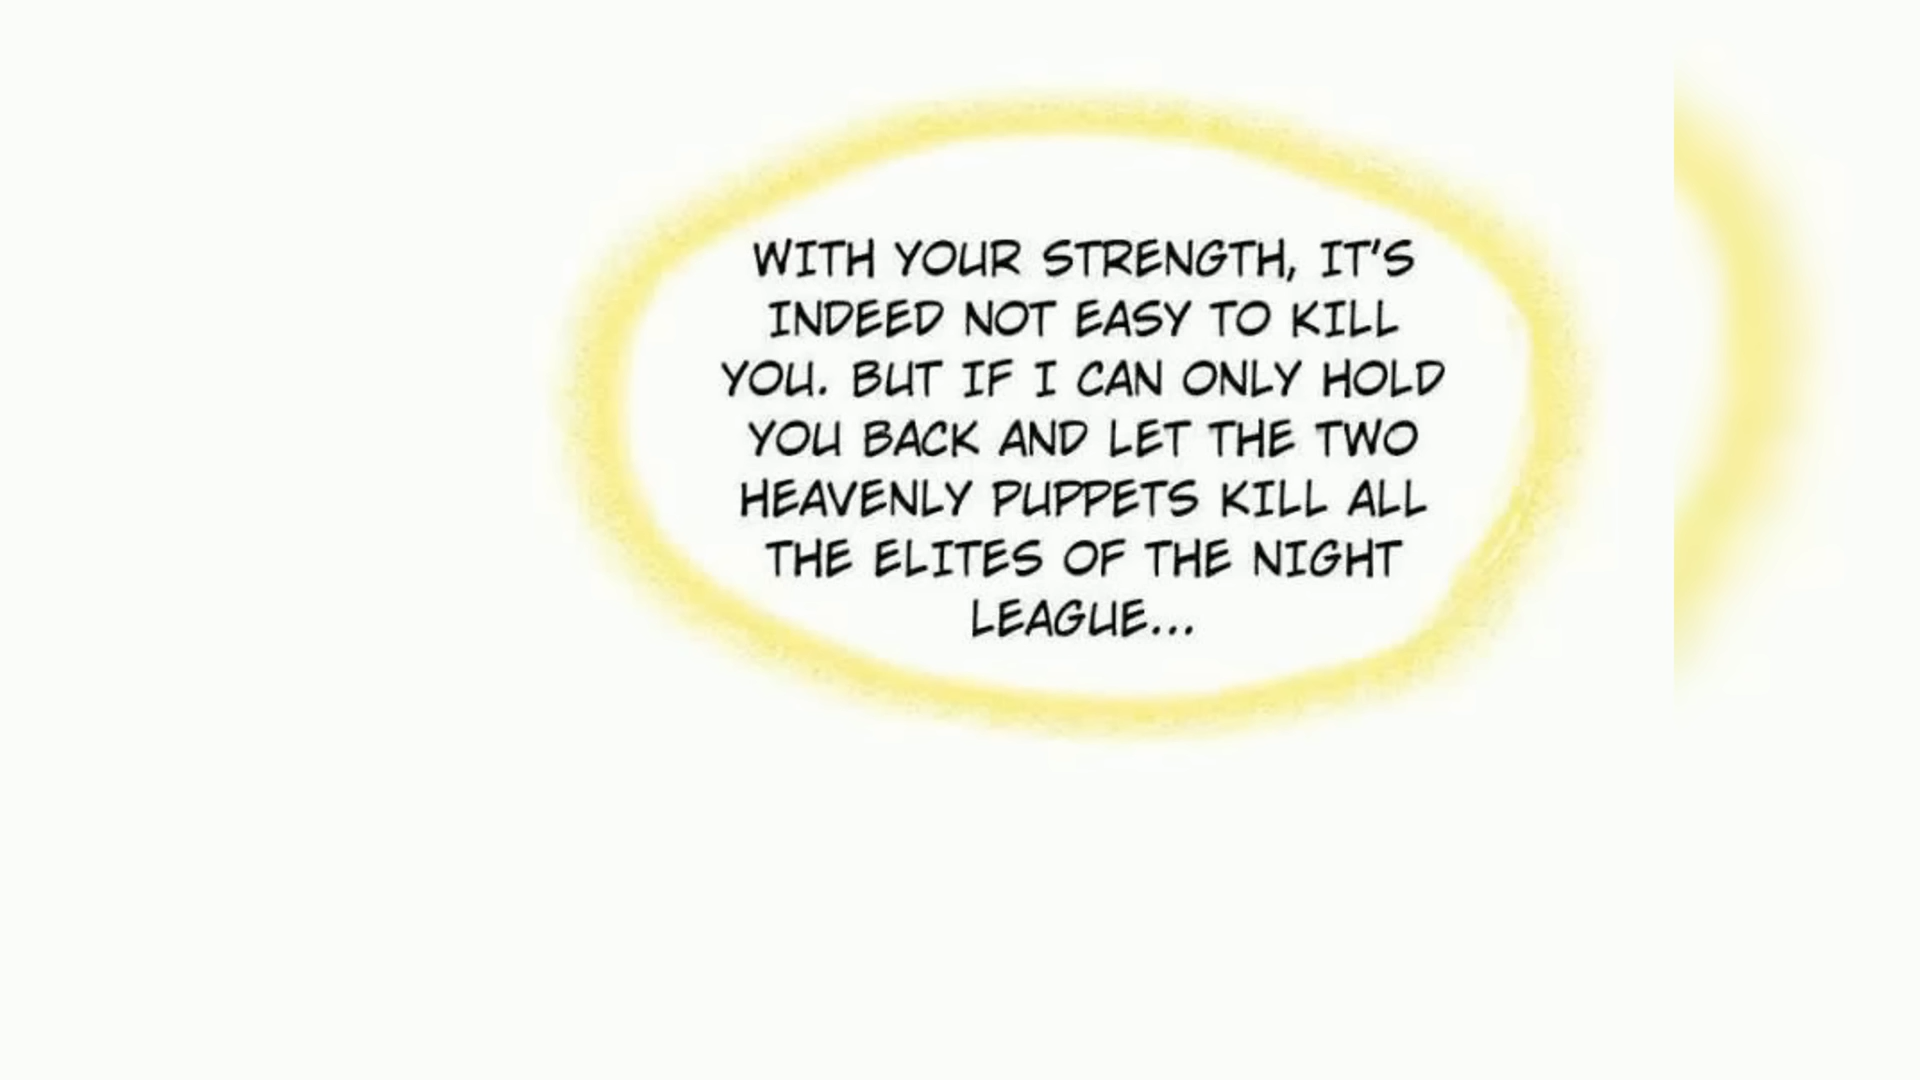 WITH YOUR STRENGTH, IT'S
INDEED NOT EASY TO KILL
YOU. BUT IF I CAN ONLY HOLD
YOU BACK AND LET THE TWO
HEAVENLY PUPPETS KILL ALL
THE ELITES OF THE NIGHT
LEAGUE...